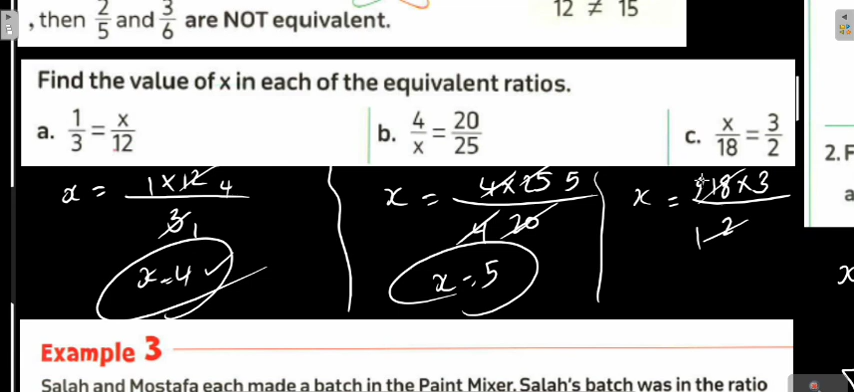 , then 2/5 and 3/6 are NOT equivalent.
12 ≠ 15
Find the value of x in each of the equivalent ratios.
a. 1/3 = x/12
b. 4/x = 20/25
c. x/18 = 3/2
2. F
a
x = 1 × 12 4 / 3 1
x = 4 × 25 5 / 4 20
x = 18 × 3 / 1 2
x = 4 ✓
x = 5
x
Example 3
Salah and Mostafa each made a batch in the Paint Mixer. Salah's batch was in the ratio